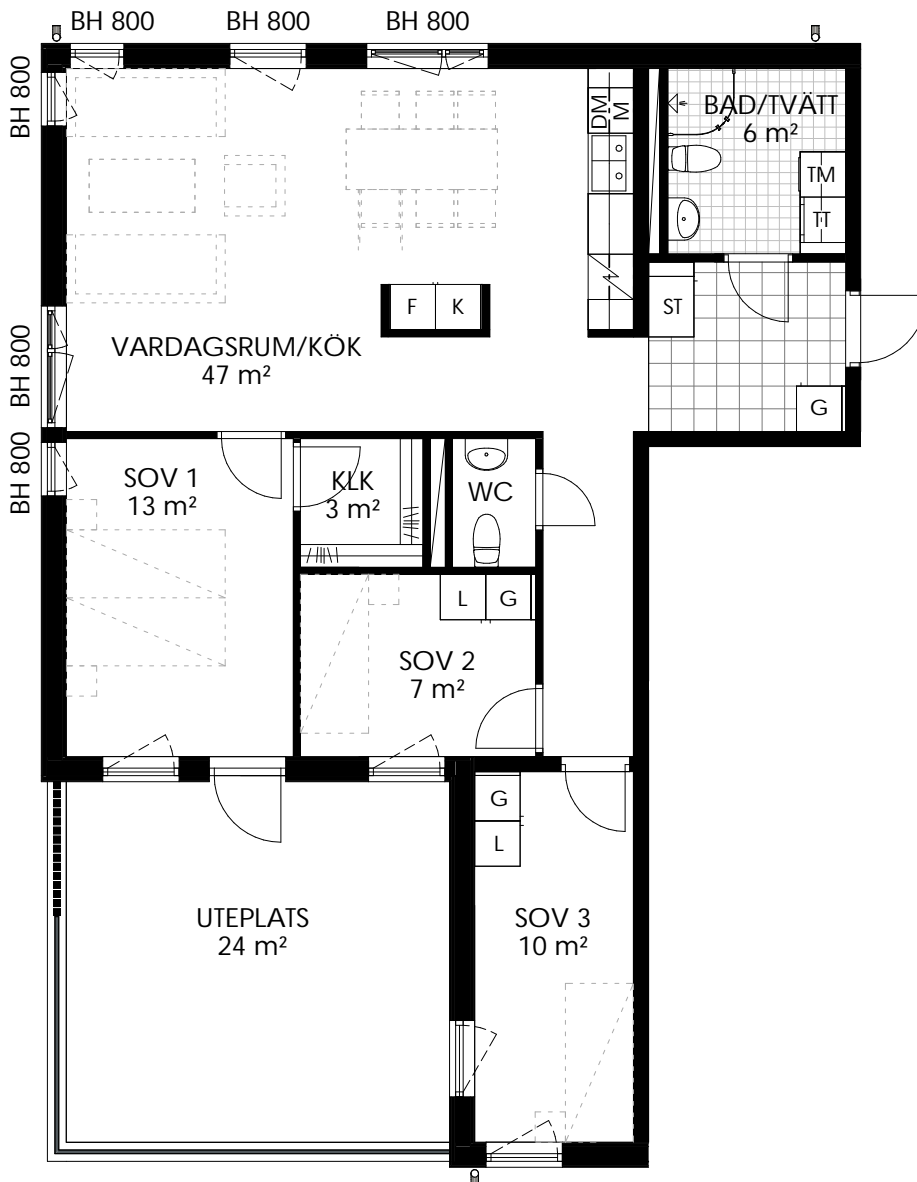 BH 800
BH 800
BH 800
BH 800
DM
M
BAD/TVÄTT
6 m²
TM
TT
ST
F
K
VARDAGSRUM/KÖK
47 m²
BH 800
G
BH 800
SOV 1
13 m²
KLK
3 m²
WC
L
G
SOV 2
7 m²
G
L
UTEPLATS
24 m²
SOV 3
10 m²